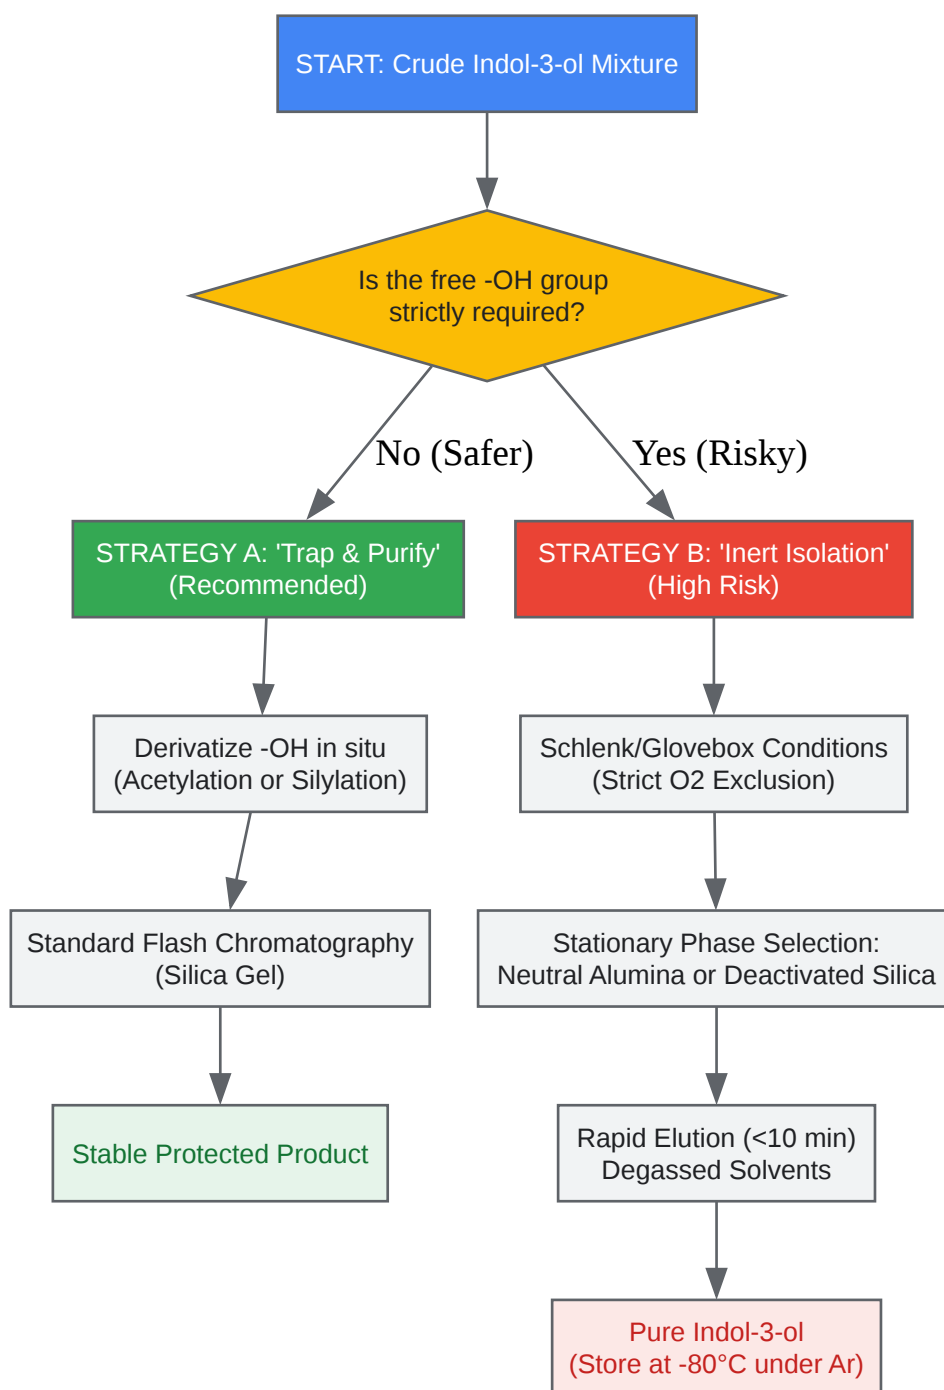 START: Crude Indol-3-ol Mixture
Is the free -OH group
strictly required?
No (Safer)
Yes (Risky)
STRATEGY A: 'Trap & Purify'
(Recommended)
STRATEGY B: 'Inert Isolation'
(High Risk)
Derivatize -OH in situ
(Acetylation or Silylation)
Schlenk/Glovebox Conditions
(Strict O2 Exclusion)
Standard Flash Chromatography
(Silica Gel)
Stationary Phase Selection:
Neutral Alumina or Deactivated Silica
Stable Protected Product
Rapid Elution (<10 min)
Degassed Solvents
Pure Indol-3-ol
(Store at -80°C under Ar)